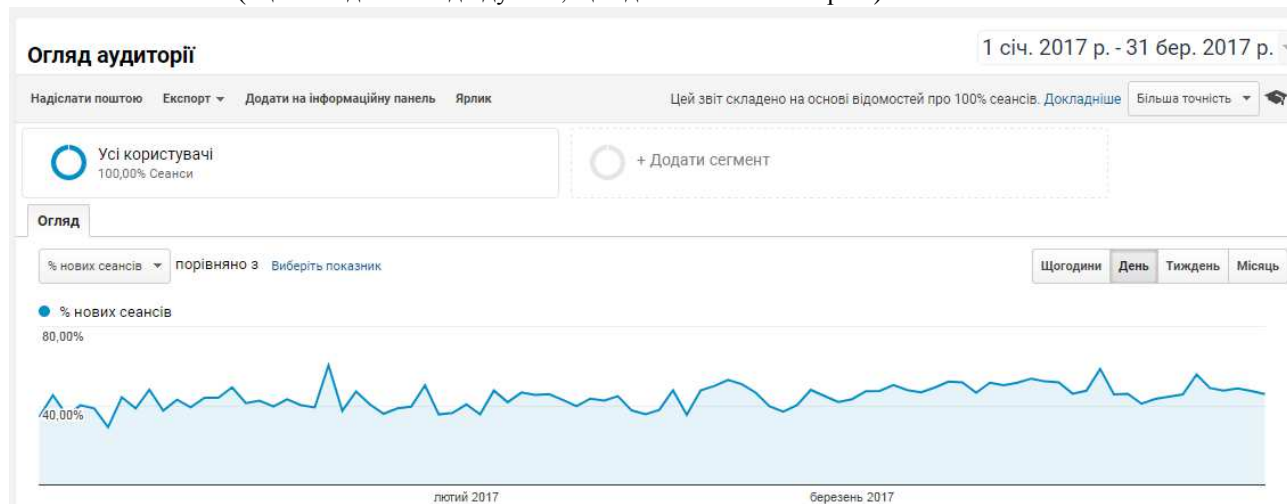 Огляд аудиторії
1 січ. 2017 р. - 31 бер. 2017 р.
Надіслати поштою Експорт Додати на інформаційну панель Ярлик
Цей звіт складено на основі відомостей про 100% сеансів. Докладніше Більша точність
Усі користувачі
100,00% Сеанси
+ Додати сегмент
Огляд
% нових сеансів порівняно з Виберіть показник
Щогодини День Тиждень Місяць
% нових сеансів
80,00%
40,00%
лютий 2017 березень 2017